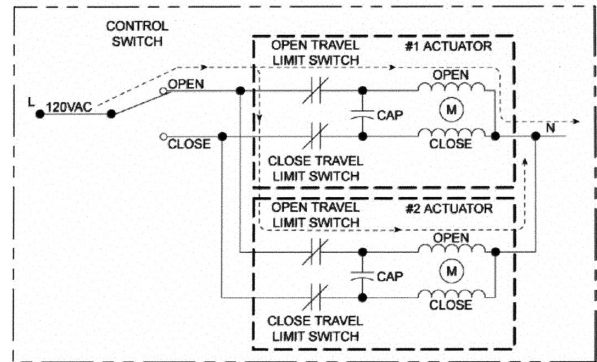 CONTROL
SWITCH
OPEN TRAVEL
LIMIT SWITCH
#1 ACTUATOR
OPEN
OPEN
L
120VAC
M
CAP
N
CLOSE
CLOSE
CLOSE TRAVEL
LIMIT SWITCH
OPEN TRAVEL
LIMIT SWITCH
#2 ACTUATOR
OPEN
M
CAP
CLOSE
CLOSE TRAVEL
LIMIT SWITCH